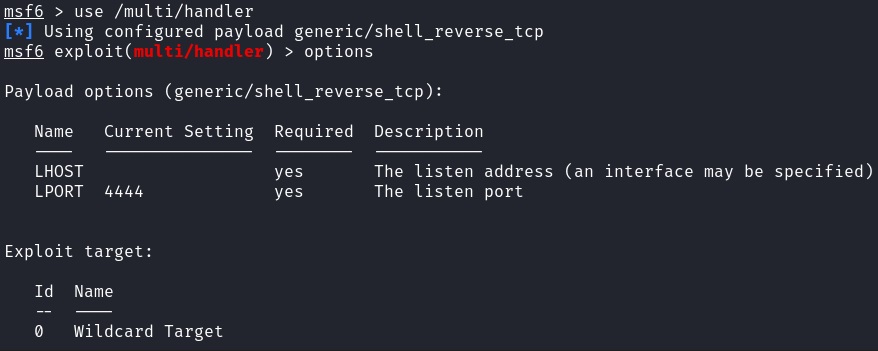 msf6 > use /multi/handler
[*] Using configured payload generic/shell_reverse_tcp
msf6 exploit(multi/handler) > options
Payload options (generic/shell_reverse_tcp):
Name Current Setting Required Description
---- --------------- -------- -----------
LHOST yes The listen address (an interface may be specified)
LPORT 4444 yes The listen port
Exploit target:
Id Name
-- ----
0 Wildcard Target